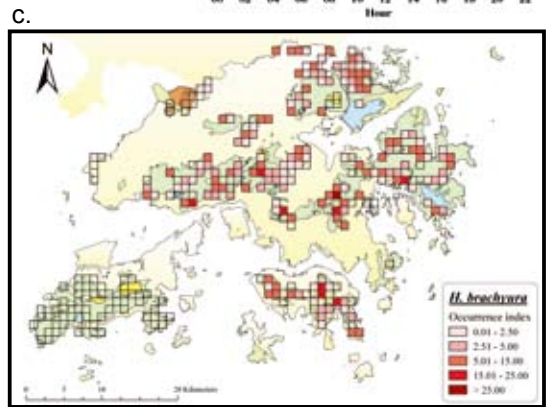 Hour
C.
N
H. brachyura
Occurrence index
0.01 - 2.50
2.51 - 5.00
5.01 - 15.00
15.01 - 25.00
> 25.00
0 5 10 20 Kilometers